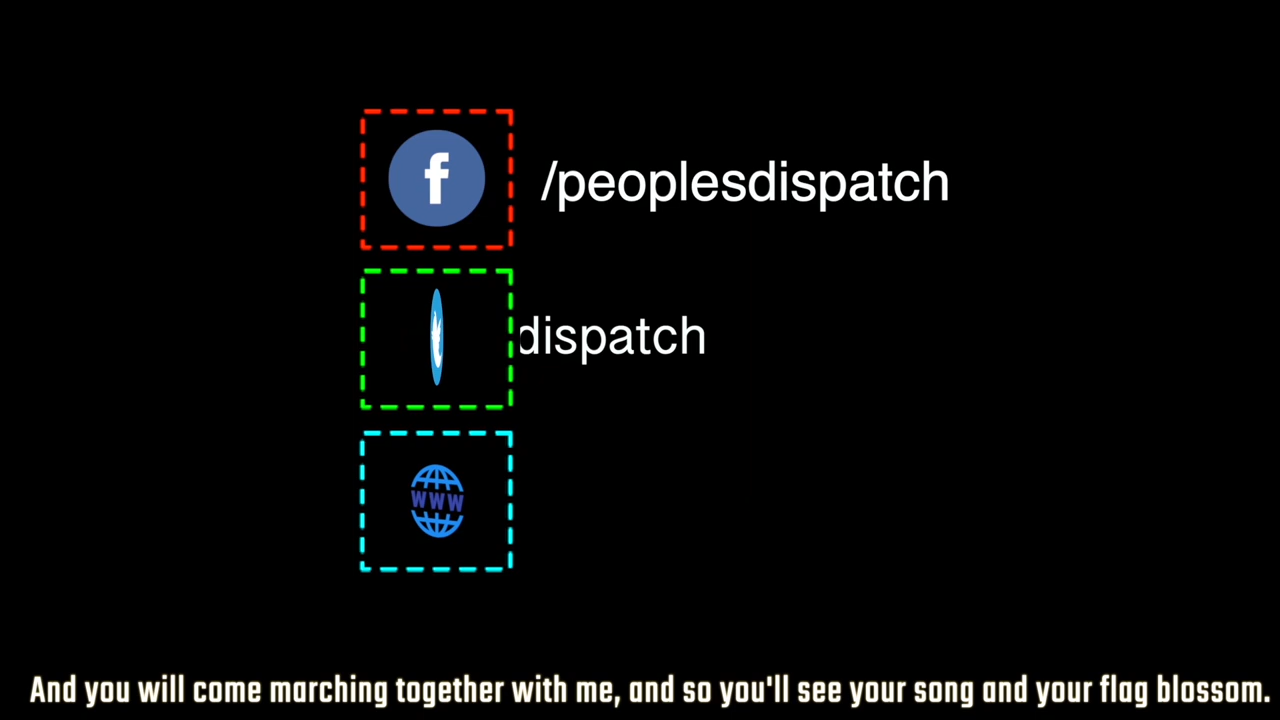 f
/peoplesdispatch
dispatch
WWW
And you will come marching together with me, and so you'll see your song and your flag blossom.